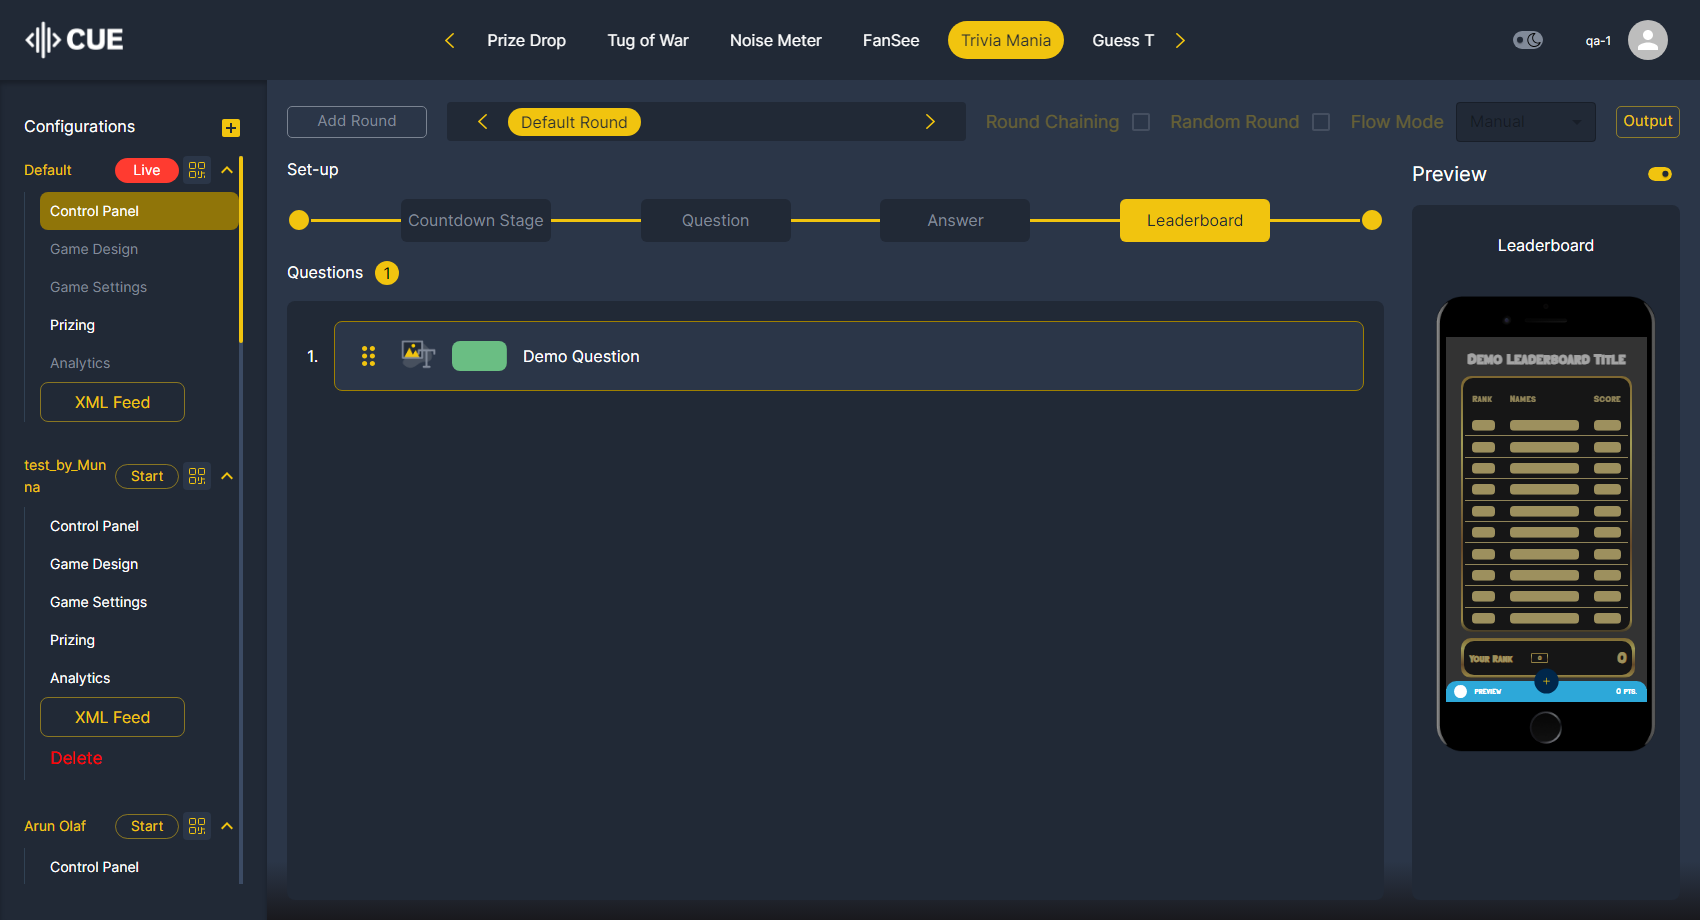 CUE
Prize Drop
Tug of War
Noise Meter
FanSee
Trivia Mania
Guess T
qa-1
Configurations
Default
Live
Control Panel
Game Design
Game Settings
Prizing
Analytics
XML Feed
test_by_Mun
na
Start
Control Panel
Game Design
Game Settings
Prizing
Analytics
XML Feed
Delete
Arun Olaf
Start
Control Panel
Add Round
Default Round
Round Chaining
Random Round
Flow Mode
Manual
Output
Set-up
Countdown Stage
Question
Answer
Leaderboard
Questions 1
1.
Demo Question
Preview
Leaderboard
Demo Leaderboard Title
Rank Names Score
Your Rank 0 0
PREVIEW
0 PTS.